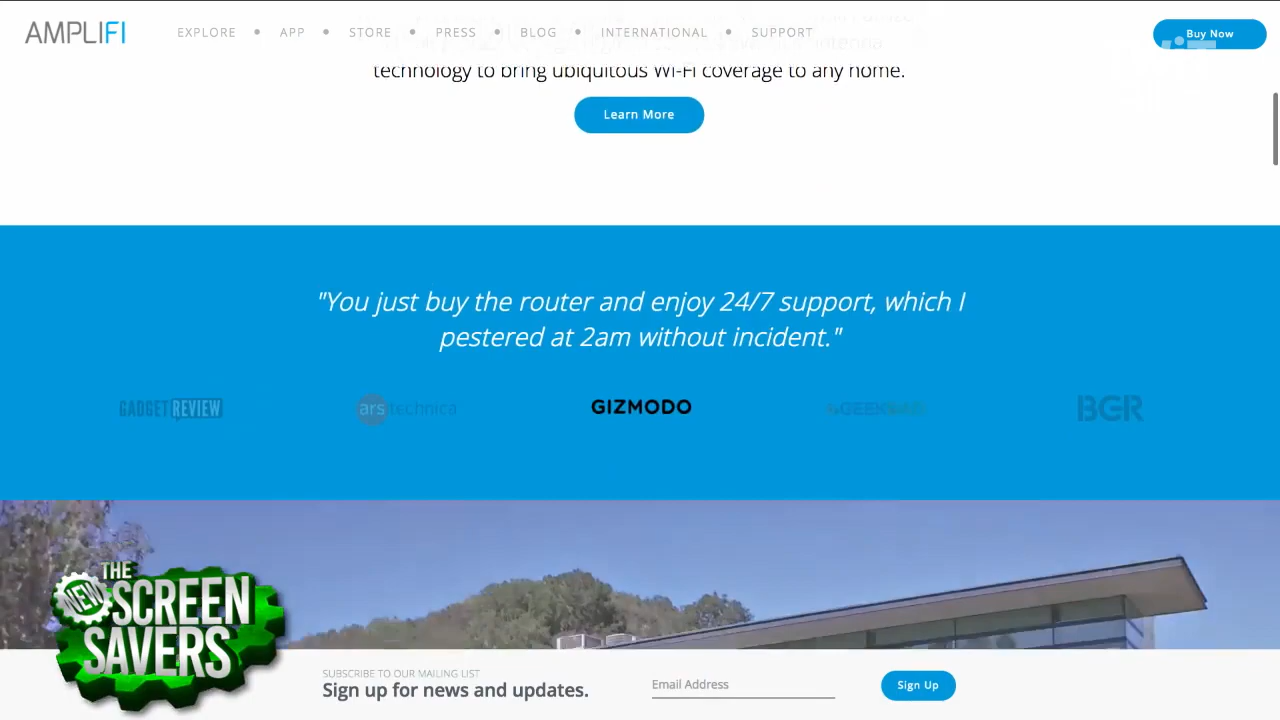 AMPLIFI
EXPLORE • APP • STORE • PRESS • BLOG • INTERNATIONAL • SUPPORT
Buy Now
technology to bring ubiquitous Wi-Fi coverage to any home.
Learn More
"You just buy the router and enjoy 24/7 support, which I
pestered at 2am without incident."
GADGET REVIEW
ars technica
GIZMODO
BGR
THE
NEW SCREEN
SAVERS
SUBSCRIBE TO OUR MAILING LIST
Sign up for news and updates.
Email Address
Sign Up